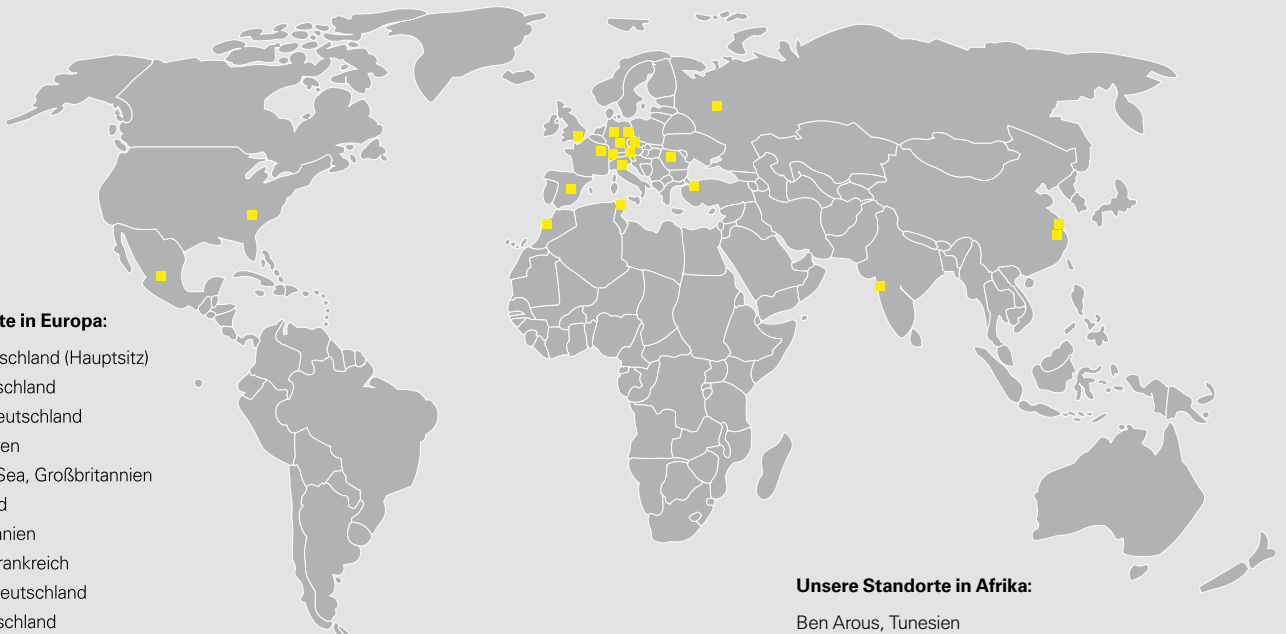 te in Europa:
schland (Hauptsitz)
schland
eutschland
en
Sea, Großbritannien
d
nien
rankreich
eutschland
schland
Unsere Standorte in Afrika:
Ben Arous, Tunesien